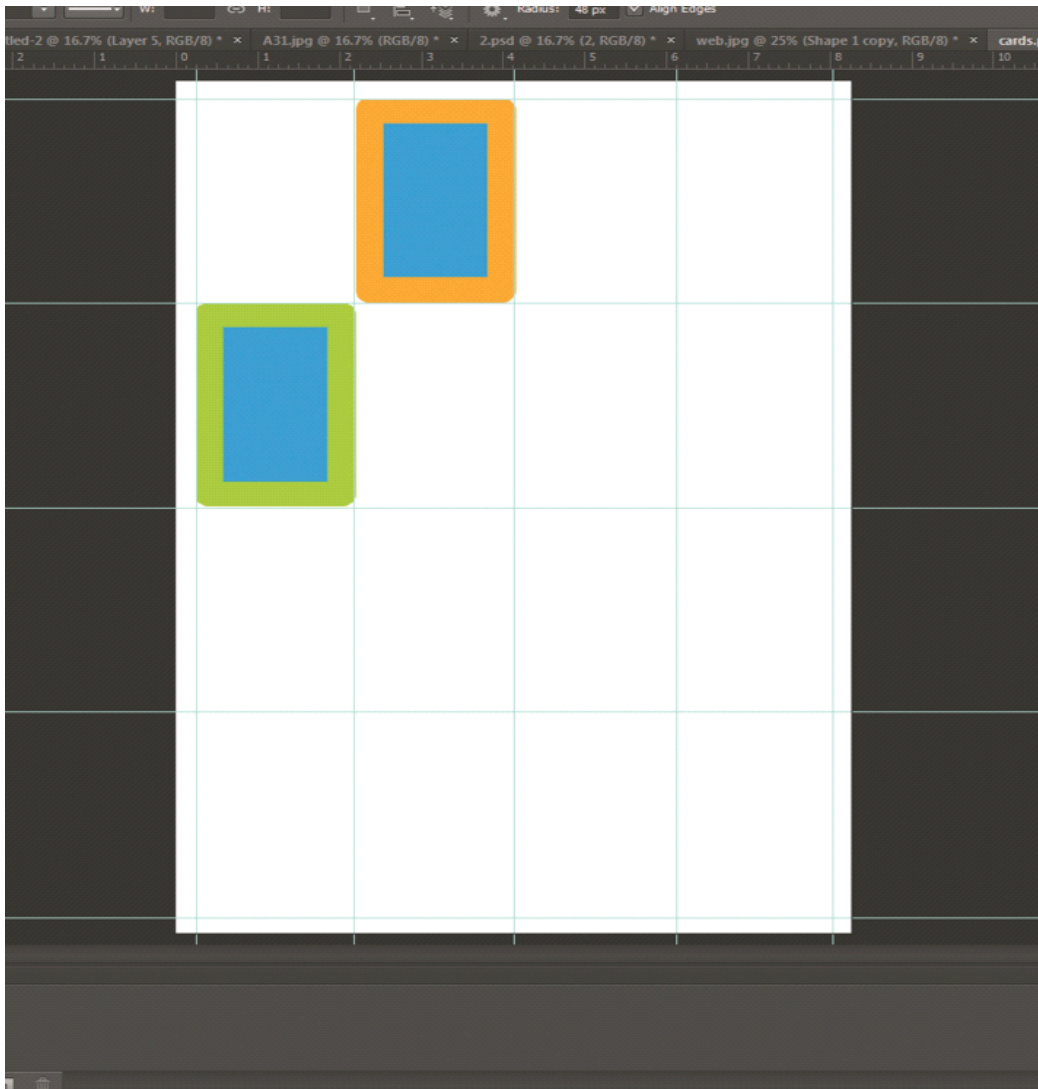 W: H: Radius: 48 px Align Edges
tled-2 @ 16.7% (Layer 5, RGB/8) * × A31.jpg @ 16.7% (RGB/8) * × 2.psd @ 16.7% (2, RGB/8) * × web.jpg @ 25% (Shape 1 copy, RGB/8) * × cards.
2 1 0 1 2 3 4 5 6 7 8 9 10